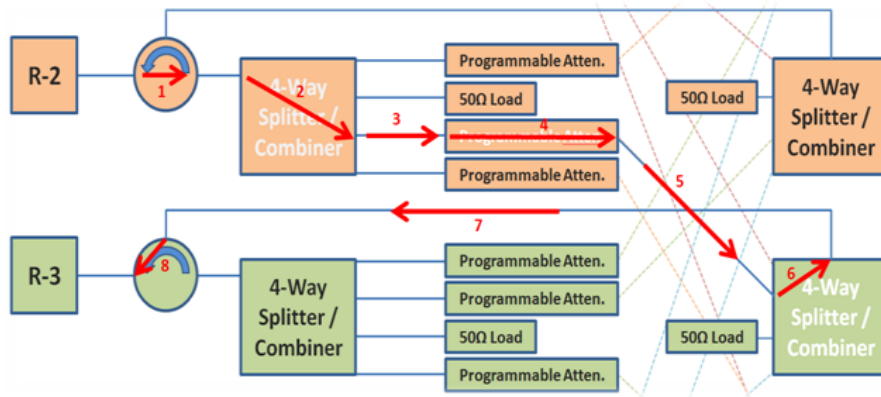 R-2
1
4-Way
Splitter /
Combiner
2
3
Programmable Atten.
50Ω Load
Programmable Atten.
4
Programmable Atten.
5
50Ω Load
4-Way
Splitter /
Combiner
7
R-3
8
4-Way
Splitter /
Combiner
Programmable Atten.
Programmable Atten.
50Ω Load
Programmable Atten.
50Ω Load
6
4-Way
Splitter /
Combiner